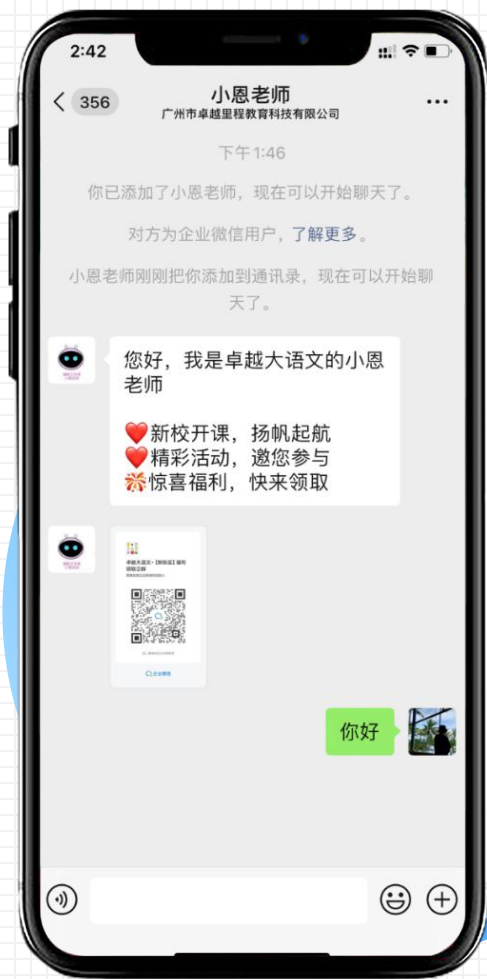 2:42
356
小恩老师
广州市卓越里程教育科技有限公司
下午1:46
你已添加了小恩老师，现在可以开始聊天了。
对方为企业微信用户，了解更多。
小恩老师刚刚把你添加到通讯录，现在可以开始聊
天了。
您好，我是卓越大语文的小恩
老师
❤️新校开课，扬帆起航
❤️精彩活动，邀您参与
🎊惊喜福利，快来领取
企业微信
你好